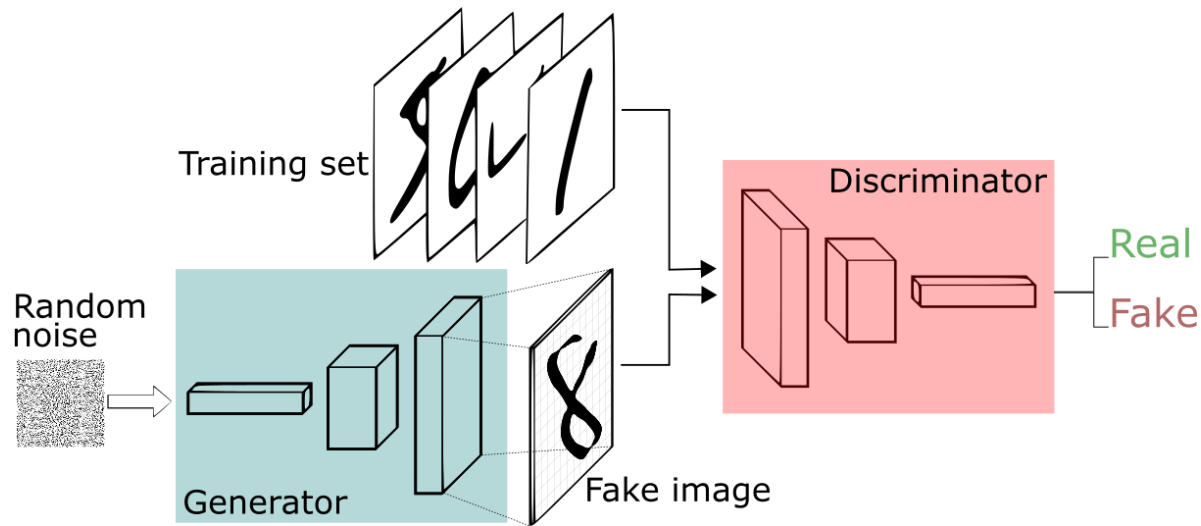 Training set
Discriminator
Real
Fake
Random
noise
Generator
Fake image